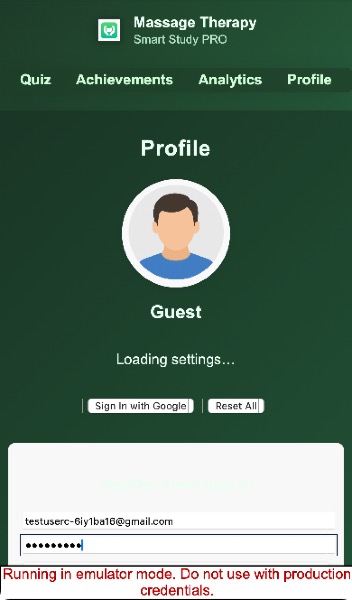 Massage Therapy
Smart Study PRO
Quiz Achievements Analytics Profile
Profile
Guest
Loading settings...
Sign In with Google Reset All
testuserc-6iy1ba16@gmail.com
•••••••••
Running in emulator mode. Do not use with production
credentials.